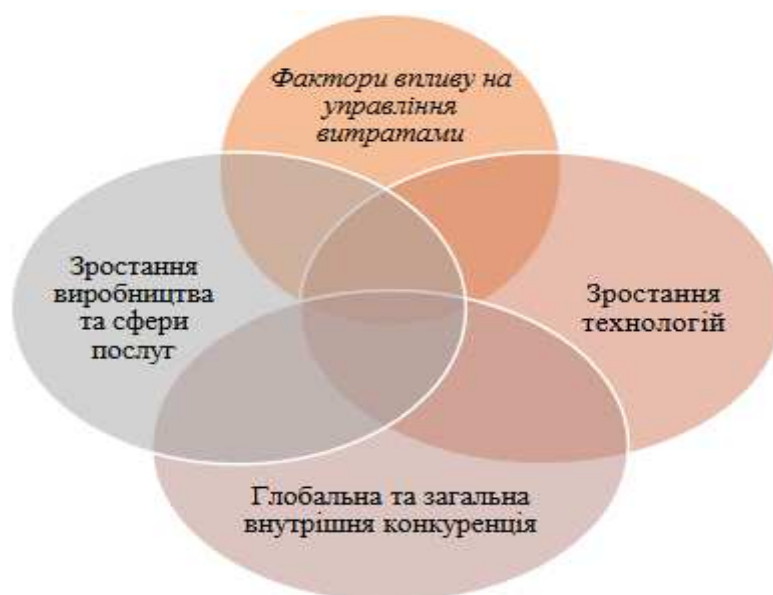 Фактори впливу на
управління
витратами
Зростання
виробництва
та сфери
послуг
Зростання
технологій
Глобальна та загальна
внутрішня конкуренція